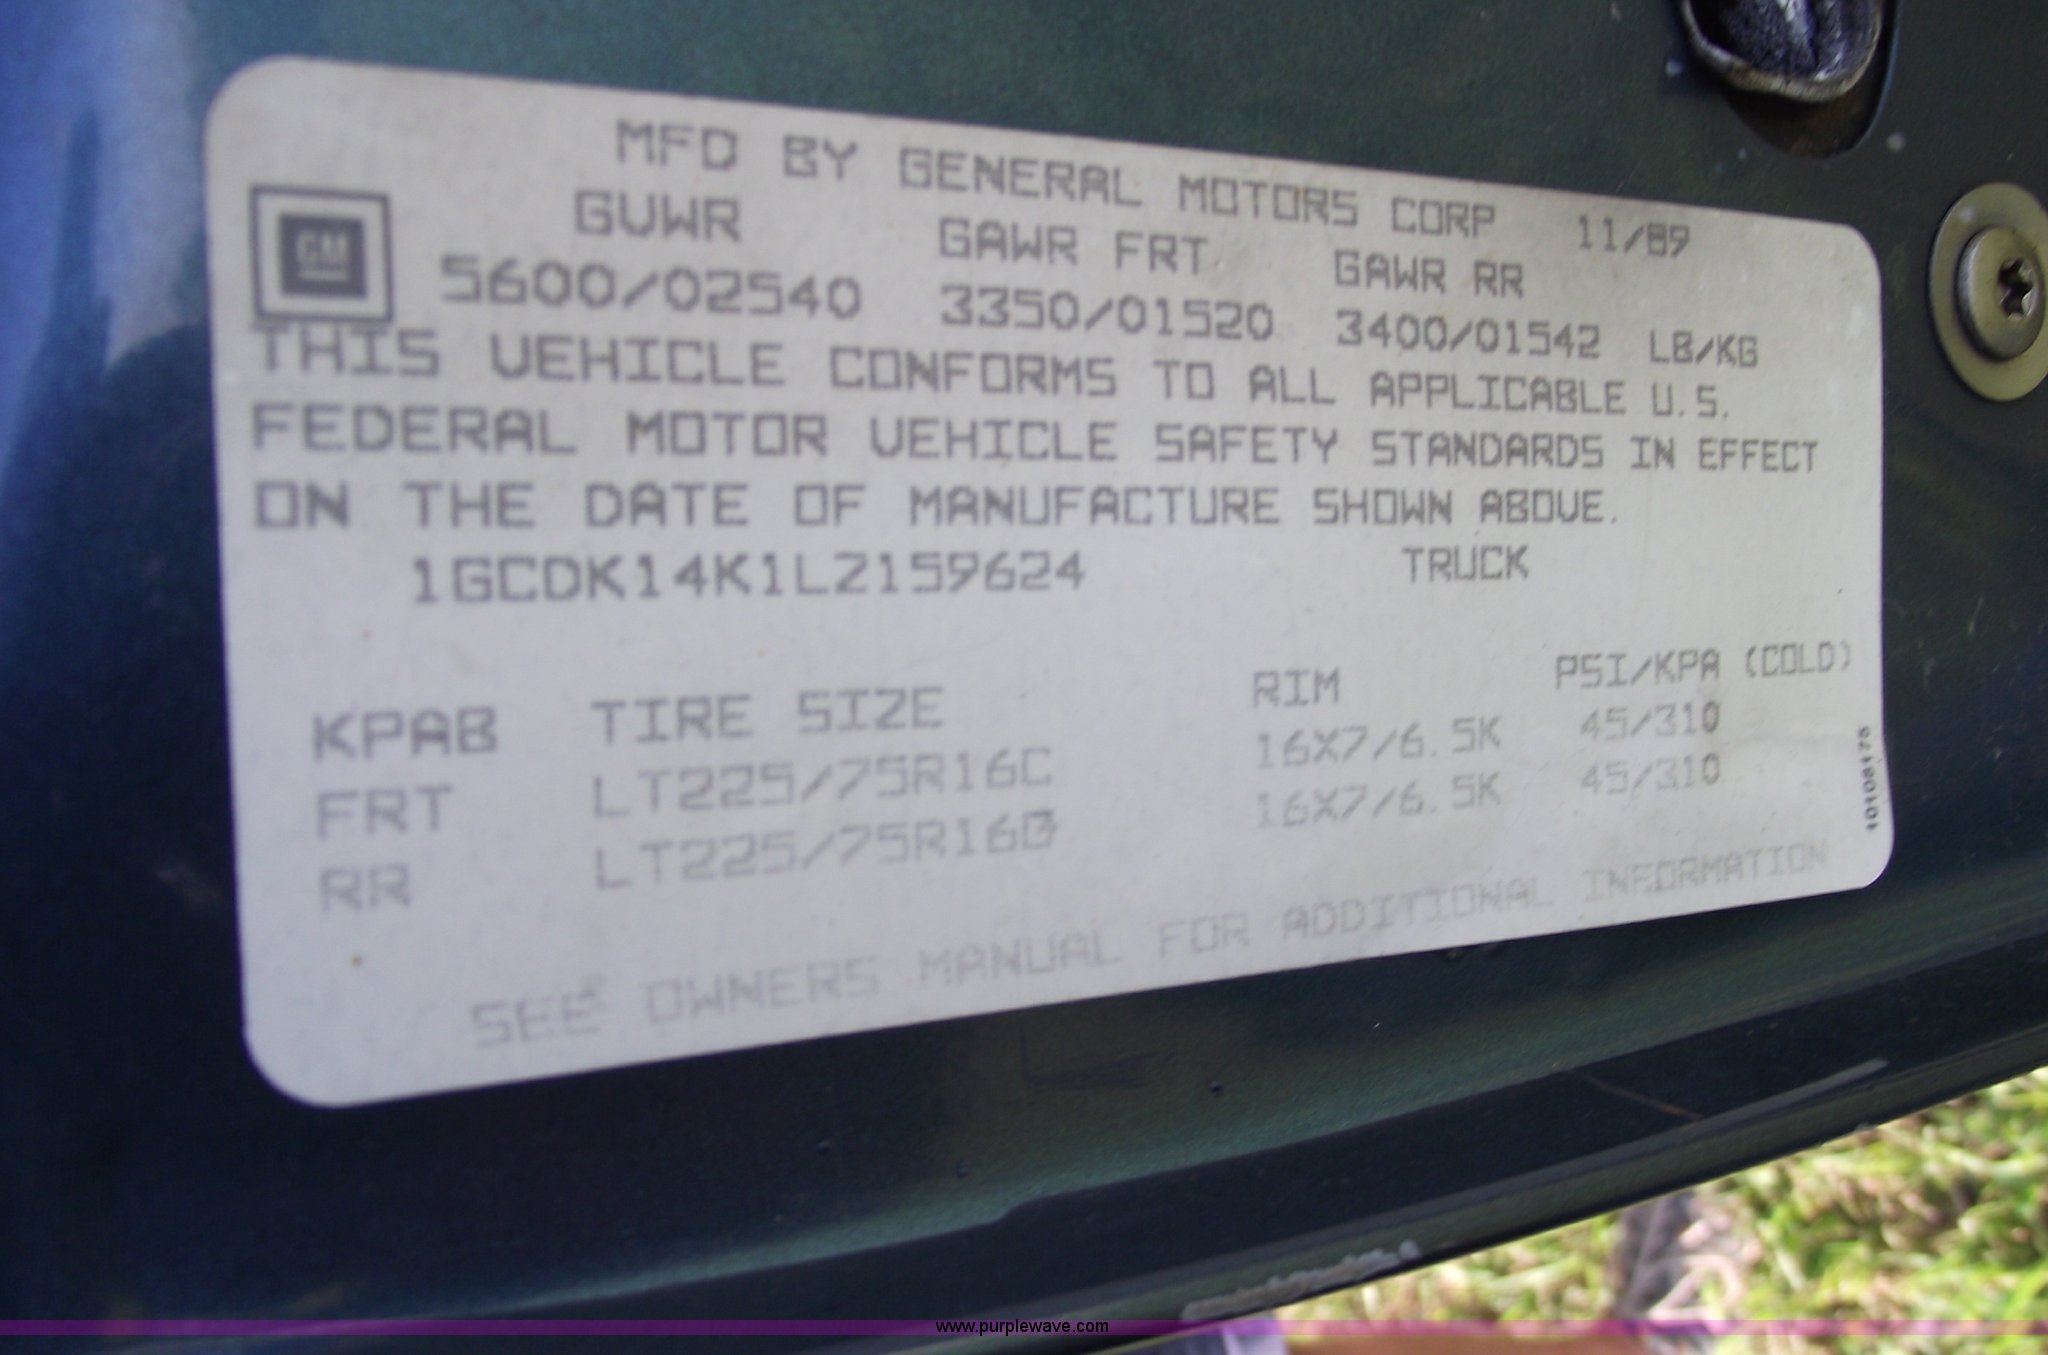 MFD BY GENERAL MOTORS CORP 11/89
GM
GVWR GAWR FRT GAWR RR
5600/02540 3350/01520 3400/01542 LB/KG
THIS VEHICLE CONFORMS TO ALL APPLICABLE U.S.
FEDERAL MOTOR VEHICLE SAFETY STANDARDS IN EFFECT
ON THE DATE OF MANUFACTURE SHOWN ABOVE.
1GCDK14K1LZ159624 TRUCK
KPAB TIRE SIZE RIM PSI/KPA (COLD)
FRT LT225/75R16C 16X7/6.5K 45/310
RR LT225/75R16D 16X7/6.5K 45/310
SEE OWNERS MANUAL FOR ADDITIONAL INFORMATION
10108175
www.purplewave.com